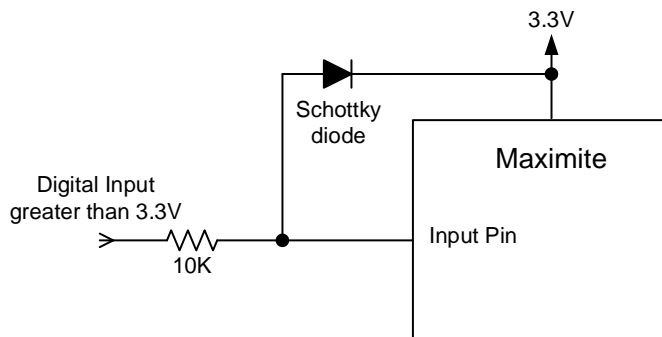 3.3V
Schottky
diode
Maximite
Digital Input
greater than 3.3V
Input Pin
10K